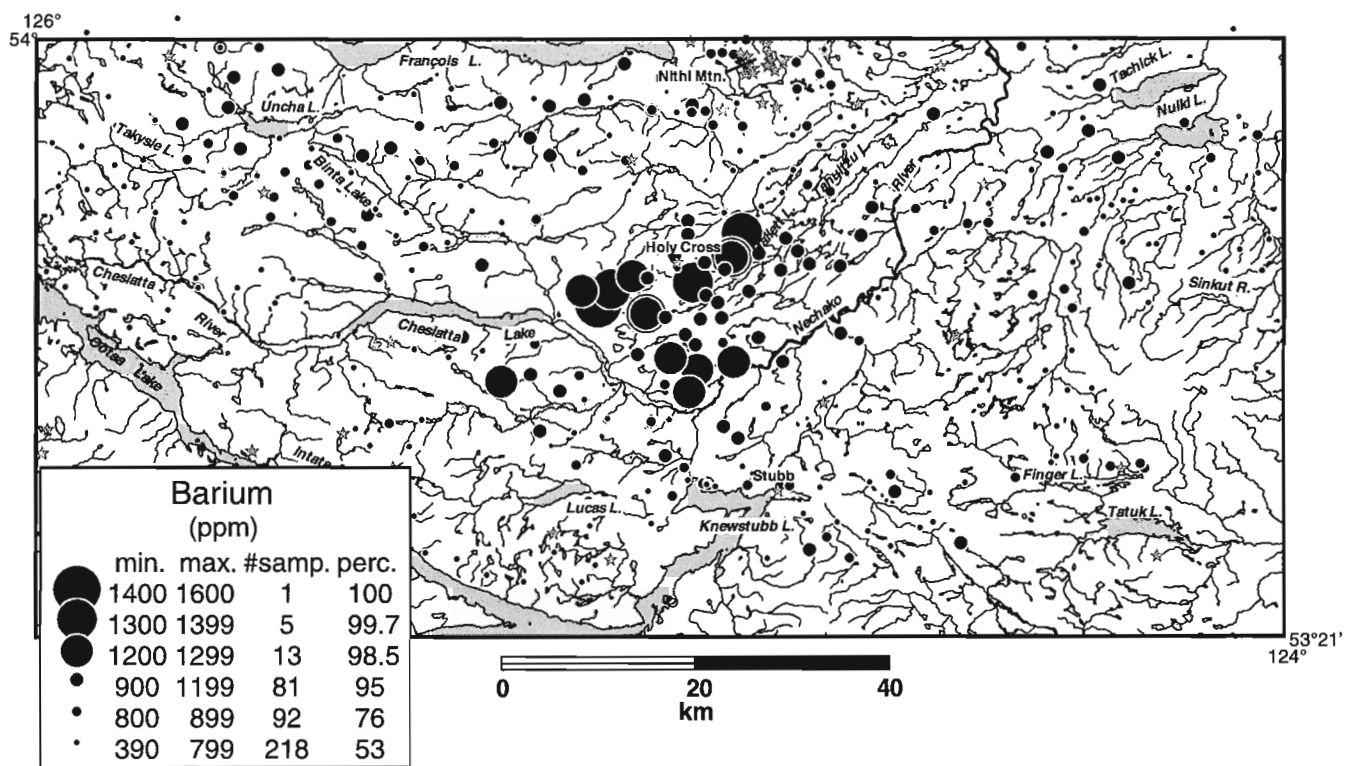 126°
54°
François L.
Nithi Mtn.
Tachick L.
Nulki L.
Uncha L.
Takysie L.
Binta Lake
River
Holy Cross
Cheslatta
River
Sinkut R.
Cheslatta Lake
Nechako
Ootsa Lake
Intata
Stubb
Finger L.
Lucas L.
Knewstubb L.
Tatuk L.
Barium
(ppm)
min. max. #samp. perc.
1400 1600 1 100
1300 1399 5 99.7
1200 1299 13 98.5
900 1199 81 95
800 899 92 76
390 799 218 53
53°21'
124°
0 20 40
km